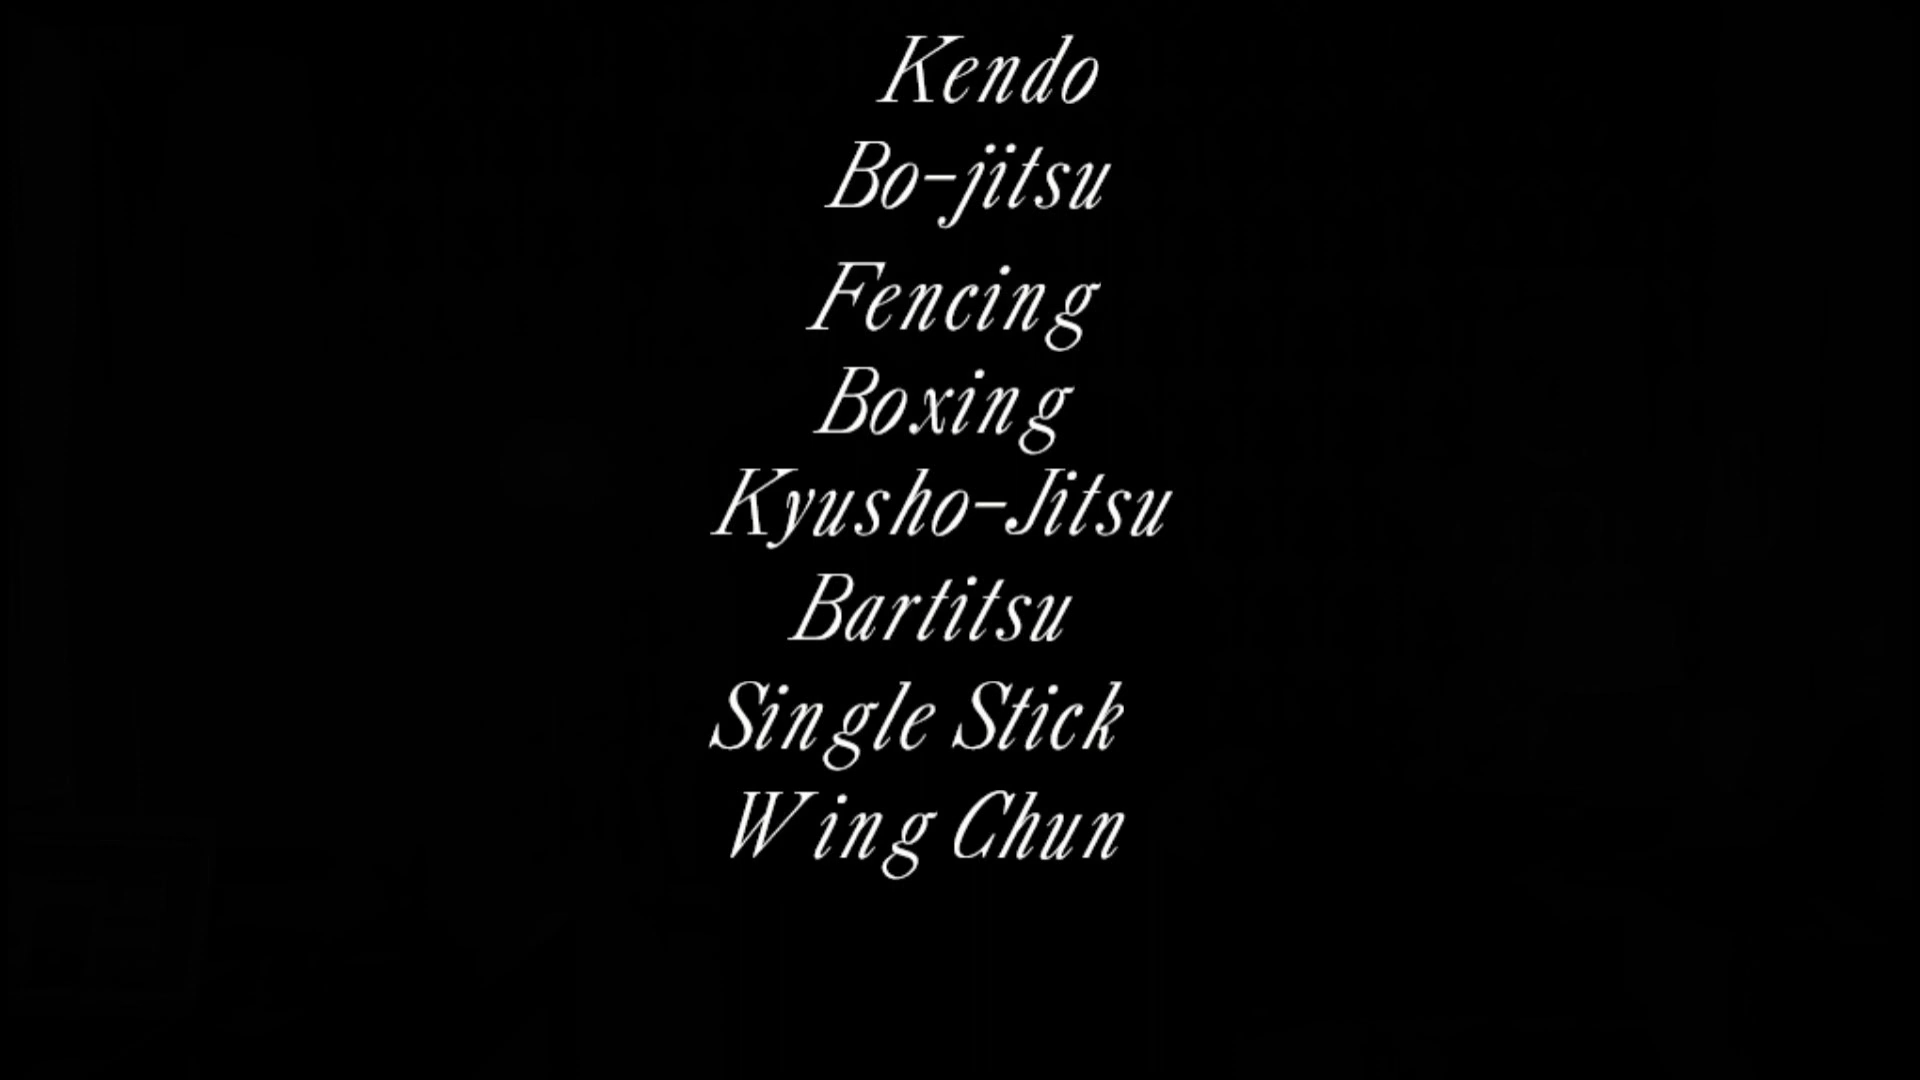 Kendo
Bo-jitsu
Fencing
Boxing
Kyusho-Jitsu
Bartitsu
Single Stick
Wing Chun